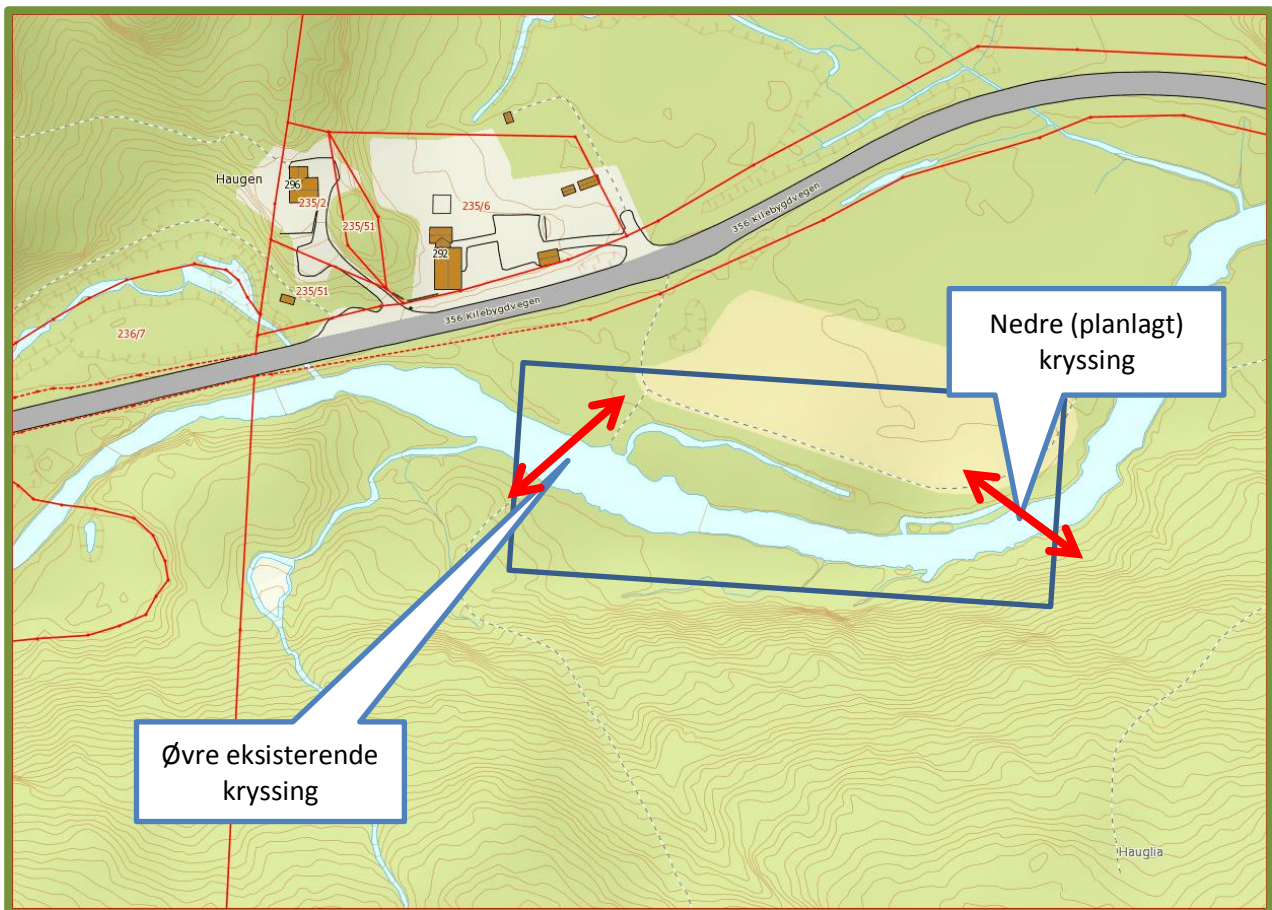 Haugen
296
235/2
235/51
235/6
292
235/51
356 Kilebygdvegen
356 Kilebygdvegen
236/7
Nedre (planlagt)
kryssing
Øvre eksisterende
kryssing
Hauglia